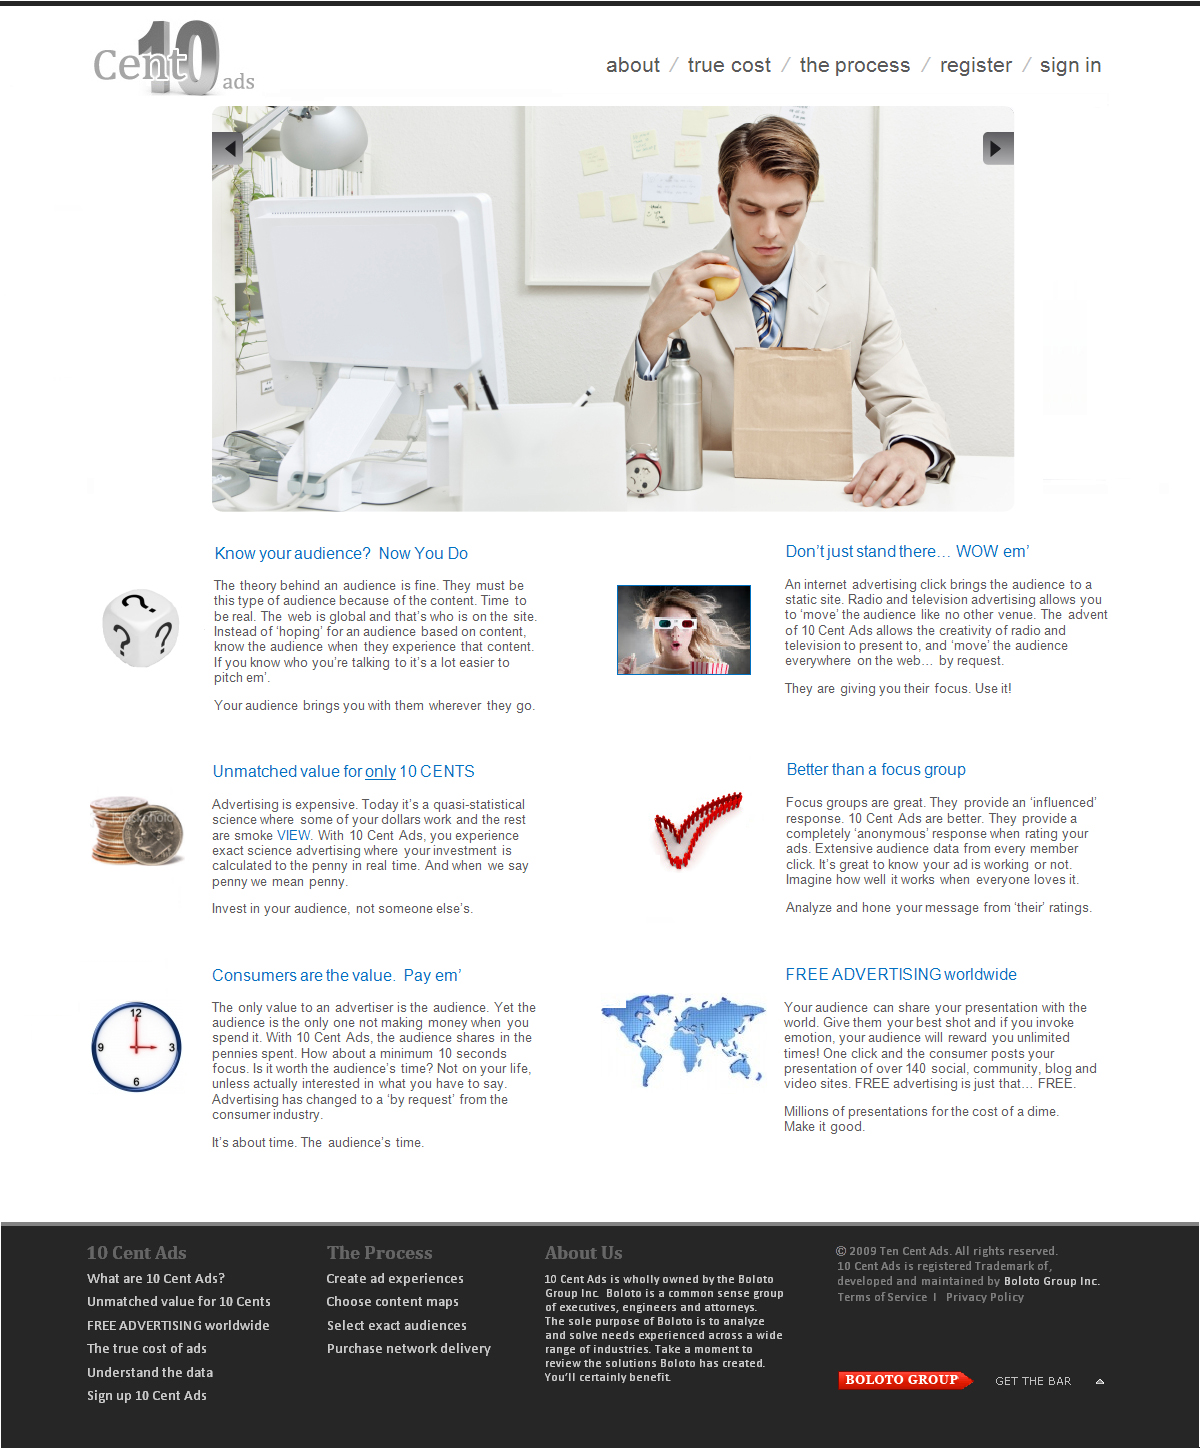 Cent 10 ads
about / true cost / the process / register / sign in
Know your audience? Now You Do
The theory behind an audience is fine. They must be
this type of audience because of the content. Time to
be real. The web is global and that's who is on the site.
Instead of 'hoping' for an audience based on content,
know the audience when they experience that content.
If you know who you're talking to it's a lot easier to
pitch em'.
Your audience brings you with them wherever they go.
Don't just stand there... WOW em'
An internet advertising click brings the audience to a
static site. Radio and television advertising allows you
to 'move' the audience like no other venue. The advent
of 10 Cent Ads allows the creativity of radio and
television to present to, and 'move' the audience
everywhere on the web... by request.
They are giving you their focus. Use it!
Unmatched value for only 10 CENTS
Advertising is expensive. Today it's a quasi-statistical
science where some of your dollars work and the rest
are smoke VIEW. With 10 Cent Ads, you experience
exact science advertising where your investment is
calculated to the penny in real time. And when we say
penny we mean penny.
Invest in your audience, not someone else's.
Better than a focus group
Focus groups are great. They provide an 'influenced'
response. 10 Cent Ads are better. They provide a
completely 'anonymous' response when rating your
ads. Extensive audience data from every member
click. It's great to know your ad is working or not.
Imagine how well it works when everyone loves it.
Analyze and hone your message from 'their' ratings.
Consumers are the value. Pay em'
12
9 3
6
The only value to an advertiser is the audience. Yet the
audience is the only one not making money when you
spend it. With 10 Cent Ads, the audience shares in the
pennies spent. How about a minimum 10 seconds
focus. Is it worth the audience's time? Not on your life,
unless actually interested in what you have to say.
Advertising has changed to a 'by request' from the
consumer industry.
It's about time. The audience's time.
FREE ADVERTISING worldwide
Your audience can share your presentation with the
world. Give them your best shot and if you invoke
emotion, your audience will reward you unlimited
times! One click and the consumer posts your
presentation of over 140 social, community, blog and
video sites. FREE advertising is just that... FREE.
Millions of presentations for the cost of a dime.
Make it good.
10 Cent Ads
What are 10 Cent Ads?
Unmatched value for 10 Cents
FREE ADVERTISING worldwide
The true cost of ads
Understand the data
Sign up 10 Cent Ads
The Process
Create ad experiences
Choose content maps
Select exact audiences
Purchase network delivery
About Us
10 Cent Ads is wholly owned by the Boloto
Group Inc. Boloto is a common sense group
of executives, engineers and attorneys.
The sole purpose of Boloto is to analyze
and solve needs experienced across a wide
range of industries. Take a moment to
review the solutions Boloto has created.
You'll certainly benefit.
© 2009 Ten Cent Ads. All rights reserved.
10 Cent Ads is registered Trademark of,
developed and maintained by Boloto Group Inc.
Terms of Service | Privacy Policy
BOLOTO GROUP
GET THE BAR